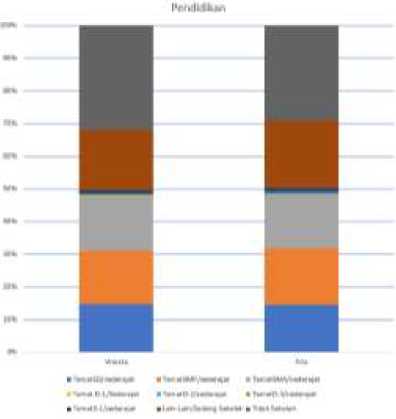 Pendidikan
100%
90%
80%
70%
60%
50%
40%
30%
20%
10%
0%
Wanita Pria
Tamat SD/sederajat Tamat SMP/sederajat Tamat SMA/sederajat
Tamat D-1/Sederajat Tamat D-2/sederajat Tamat D-3/sederajat
Tamat S-1/sederajat Lain-Lain/Sedang Sekolah Tidak Sekolah